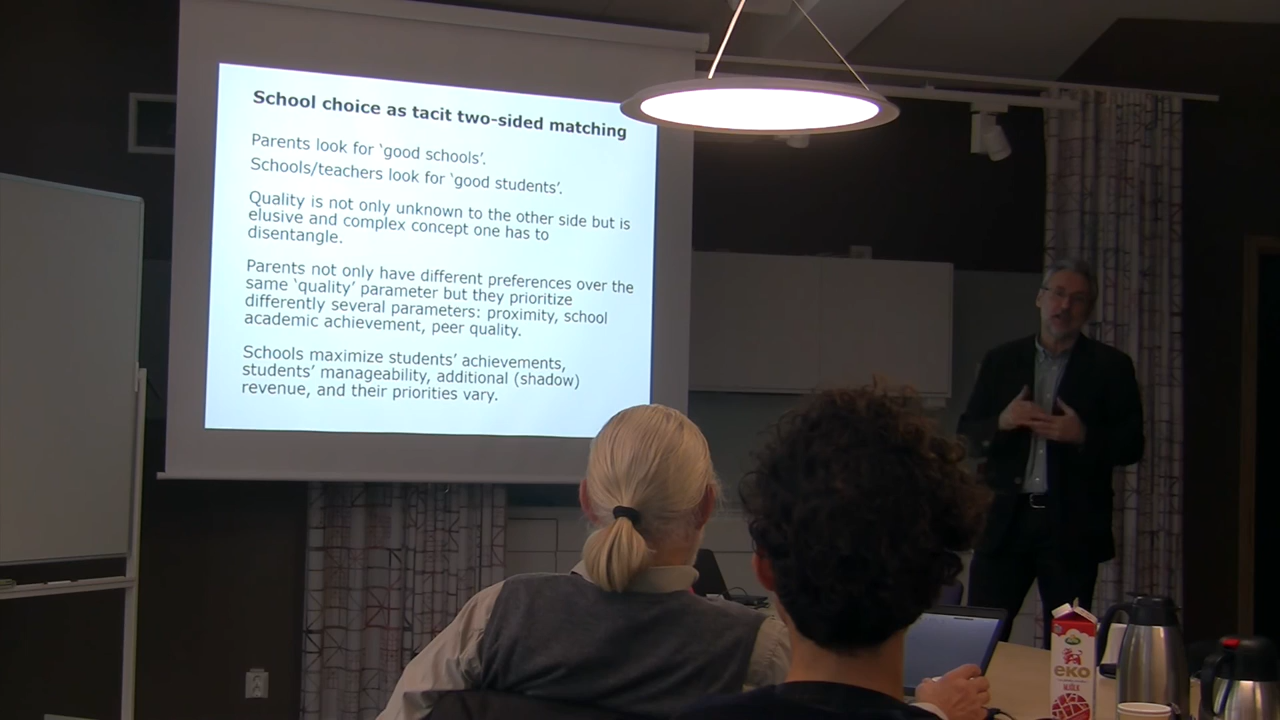 School choice as tacit two-sided matching
Parents look for ‘good schools’.
Schools/teachers look for ‘good students’.
Quality is not only unknown to the other side but is
elusive and complex concept one has to
disentangle.
Parents not only have different preferences over the
same ‘quality’ parameter but they prioritize
differently several parameters: proximity, school
academic achievement, peer quality.
Schools maximize students’ achievements,
students’ manageability, additional (shadow)
revenue, and their priorities vary.
Arla
eko
MJÖLK